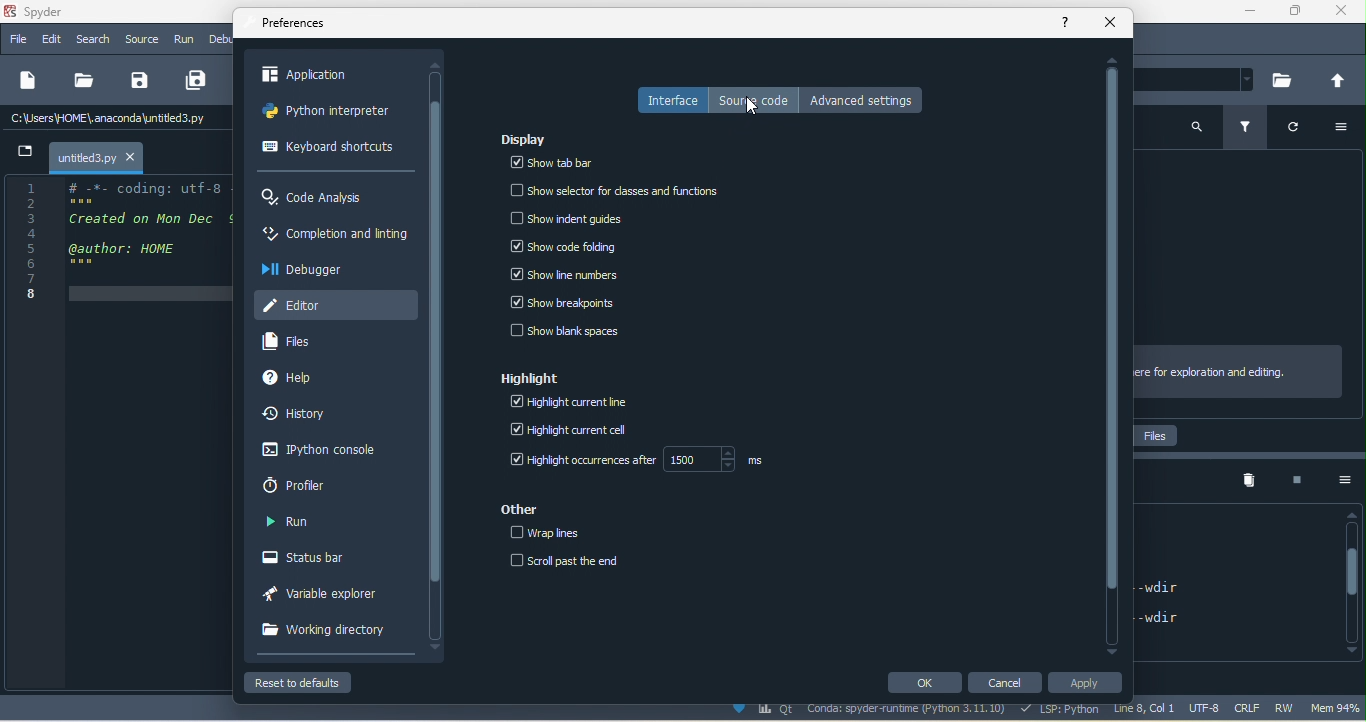 Spyder
File Edit Search Source Run Debu
C:\Users\HOME\.anaconda\untitled3.py
untitled3.py
1 # -*- coding: utf-8 -
2 """
3 Created on Mon Dec 9
4
5 @author: HOME
6 """
7
8
Preferences
?
Application
Python interpreter
Keyboard shortcuts
Code Analysis
Completion and linting
Debugger
Editor
Files
Help
History
IPython console
Profiler
Run
Status bar
Variable explorer
Working directory
Interface Source code Advanced settings
Display
Show tab bar
Show selector for classes and functions
Show indent guides
Show code folding
Show line numbers
Show breakpoints
Show blank spaces
Highlight
Highlight current line
Highlight current cell
Highlight occurrences after 1500 ms
Other
Wrap lines
Scroll past the end
Reset to defaults OK Cancel Apply
ere for exploration and editing.
Files
--wdir
--wdir
Qt Conda: spyder-runtime (Python 3.11.10) LSP: Python Line 8, Col 1 UTF-8 CRLF RW Mem 94%